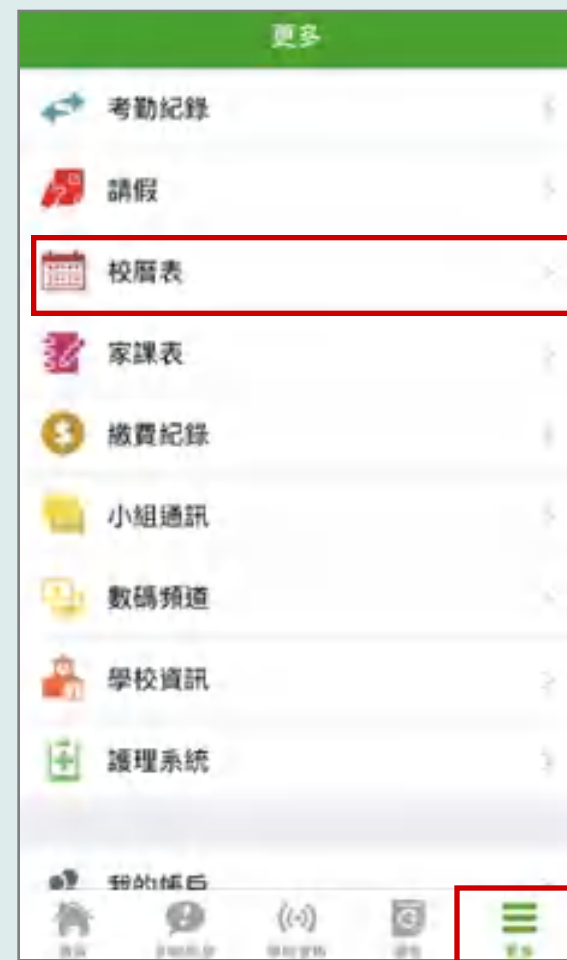 更多
考勤紀錄
請假
校曆表
家課表
繳費紀錄
小組通訊
數碼頻道
學校資訊
護理系統
我的帳戶
更多